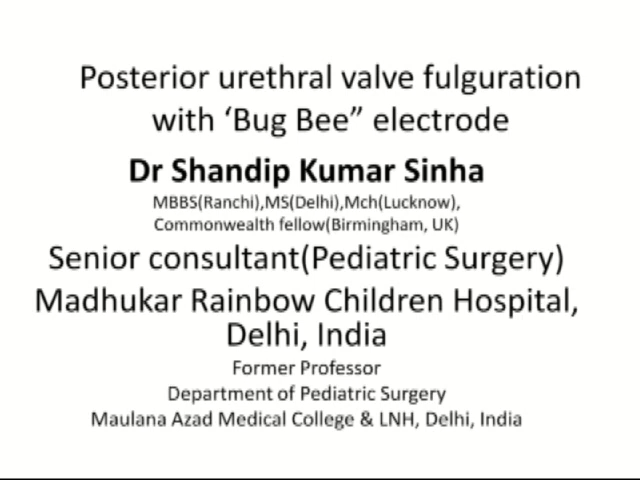 Posterior urethral valve fulguration
with ‘Bug Bee” electrode
Dr Shandip Kumar Sinha
MBBS(Ranchi),MS(Delhi),Mch(Lucknow),
Commonwealth fellow(Birmingham, UK)
Senior consultant(Pediatric Surgery)
Madhukar Rainbow Children Hospital,
Delhi, India
Former Professor
Department of Pediatric Surgery
Maulana Azad Medical College & LNH, Delhi, India